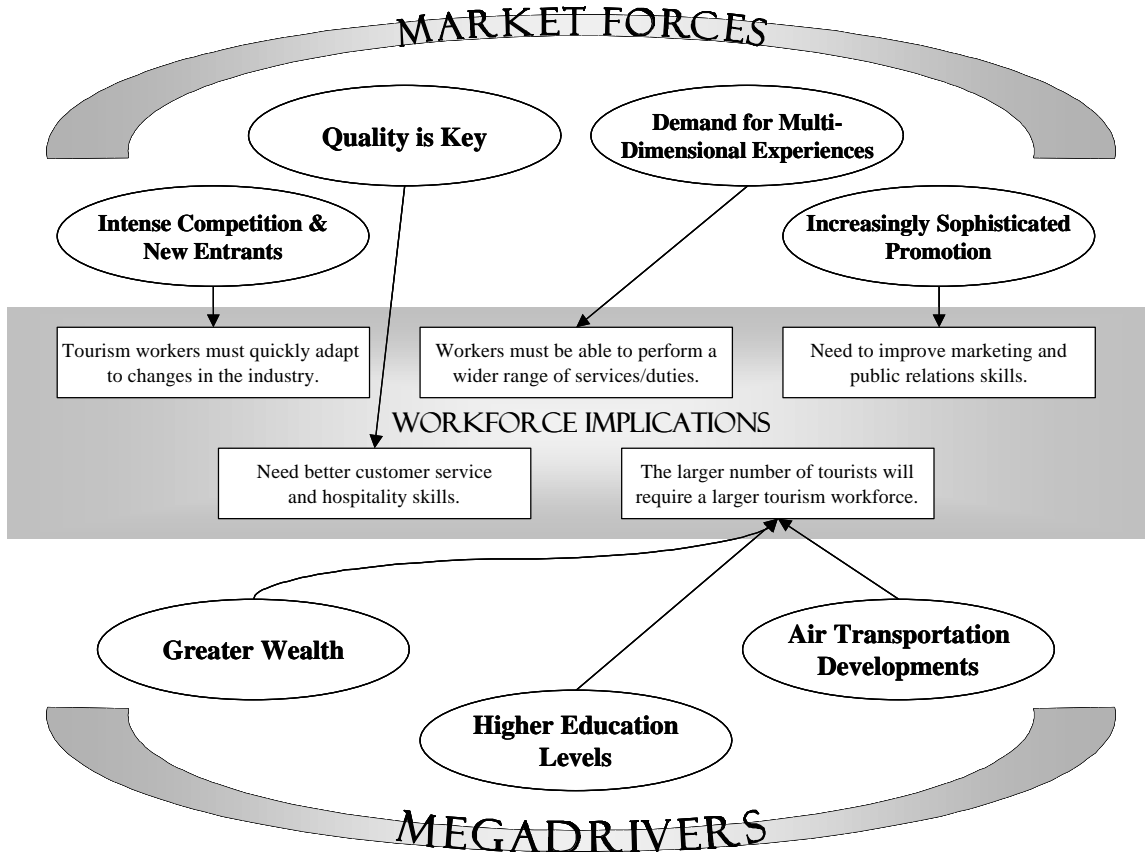 MARKET FORCES
Quality is Key
Demand for Multi-
Dimensional Experiences
Intense Competition &
New Entrants
Increasingly Sophisticated
Promotion
Tourism workers must quickly adapt
to changes in the industry.
Workers must be able to perform a
wider range of services/duties.
Need to improve marketing and
public relations skills.
WORKFORCE IMPLICATIONS
Need better customer service
and hospitality skills.
The larger number of tourists will
require a larger tourism workforce.
Greater Wealth
Air Transportation
Developments
Higher Education
Levels
MEGADRIVERS